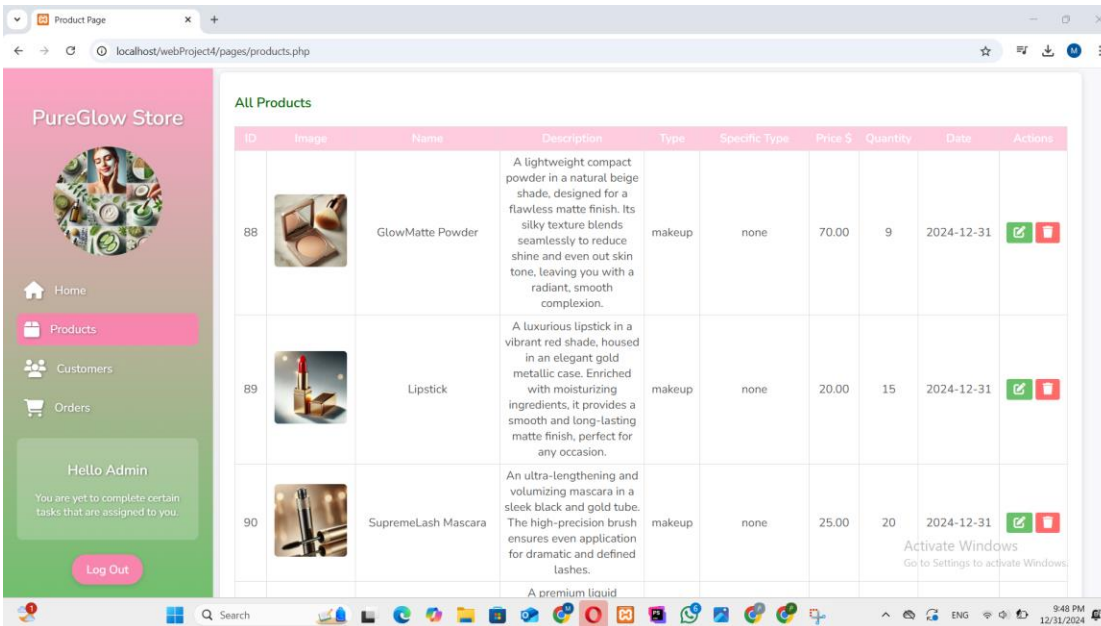 Product Page
localhost/webProject4/pages/products.php
M
PureGlow Store
Home
Products
Customers
Orders
Hello Admin
You are yet to complete certain
tasks that are assigned to you.
Log Out
All Products
ID Image Name Description Type Specific Type Price $ Quantity Date Actions
A lightweight compact
powder in a natural beige
shade, designed for a
flawless matte finish. Its
silky texture blends
88 GlowMatte Powder seamlessly to reduce makeup none 70.00 9 2024-12-31
shine and even out skin
tone, leaving you with a
radiant, smooth
complexion.
A luxurious lipstick in a
vibrant red shade, housed
in an elegant gold
metallic case. Enriched
89 Lipstick with moisturizing makeup none 20.00 15 2024-12-31
ingredients, it provides a
smooth and long-lasting
matte finish, perfect for
any occasion.
An ultra-lengthening and
volumizing mascara in a
sleek black and gold tube.
90 SupremeLash Mascara The high-precision brush makeup none 25.00 20 2024-12-31
ensures even application
for dramatic and defined
lashes.
A premium liquid
Activate Windows
Go to Settings to activate Windows.
1
Search
ENG
9:48 PM
12/31/2024